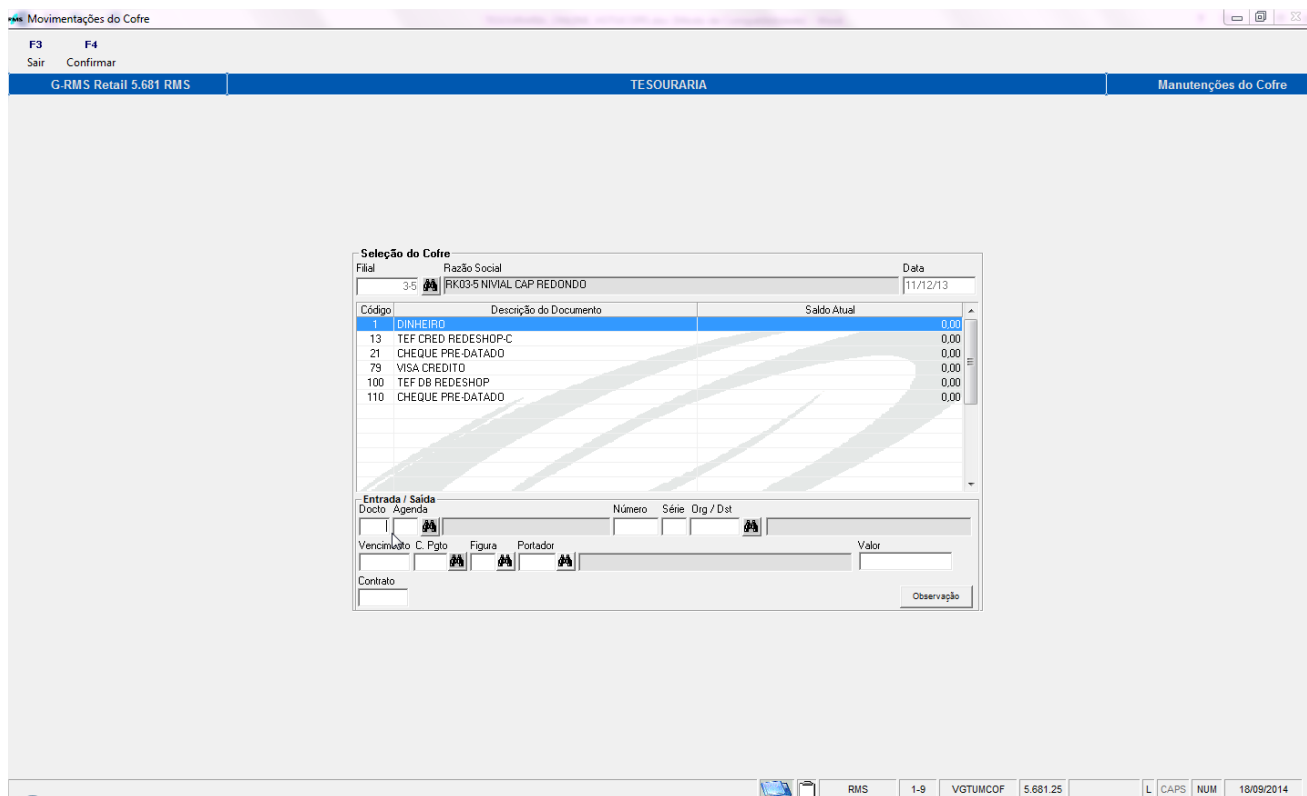 RMS Movimentações do Cofre
F3 F4
Sair Confirmar
G-RMS Retail 5.681 RMS TESOURARIA Manutenções do Cofre
Seleção do Cofre
Filial Razão Social Data
3-5 RK03-5 NIVIAL CAP REDONDO 11/12/13
Código Descrição do Documento Saldo Atual
1 DINHEIRO 0,00
13 TEF CRED REDESHOP-C 0,00
21 CHEQUE PRE-DATADO 0,00
79 VISA CREDITO 0,00
100 TEF DB REDESHOP 0,00
110 CHEQUE PRE-DATADO 0,00
Entrada / Saída
Docto Agenda Número Série Org / Dst
Vencimento C. Pgto Figura Portador Valor
Contrato
Observação
RMS 1-9 VGTUMCOF 5.681.25 L CAPS NUM 18/09/2014